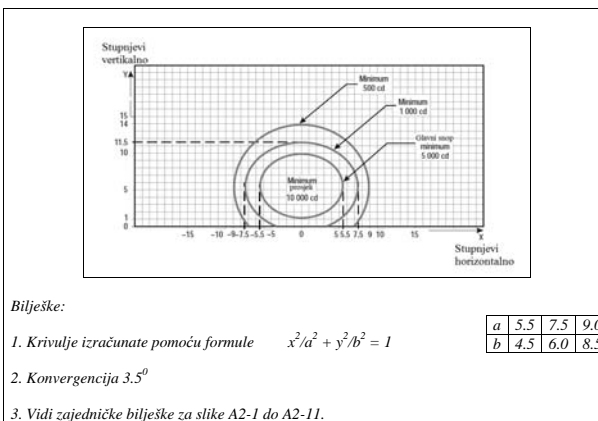 Stupnjevi
vertikalno
Y
Minimum
500 cd
Minimum
1 000 cd
Glavni snop
minimum
5 000 cd
Minimum
prosjek
10 000 cd
15
14
11.5
10
5
1
0
-15 -10 -9 -7.5 -5.5 -5 0 5 5.5 7.5 9 10 15
X
Stupnjevi
horizontalno
Bilješke:
1. Krivulje izračunate pomoću formule x²/a² + y²/b² = 1
a 5.5 7.5 9.0
b 4.5 6.0 8.5
2. Konvergencija 3.5⁰
3. Vidi zajedničke bilješke za slike A2-1 do A2-11.